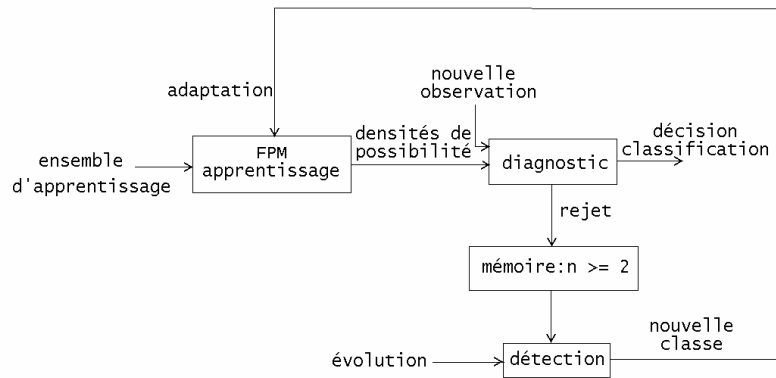 adaptation
nouvelle
observation
ensemble
d'apprentissage
FPM
apprentissage
densités de
possibilité
diagnostic
décision
classification
rejet
mémoire:n >= 2
évolution
détection
nouvelle
classe